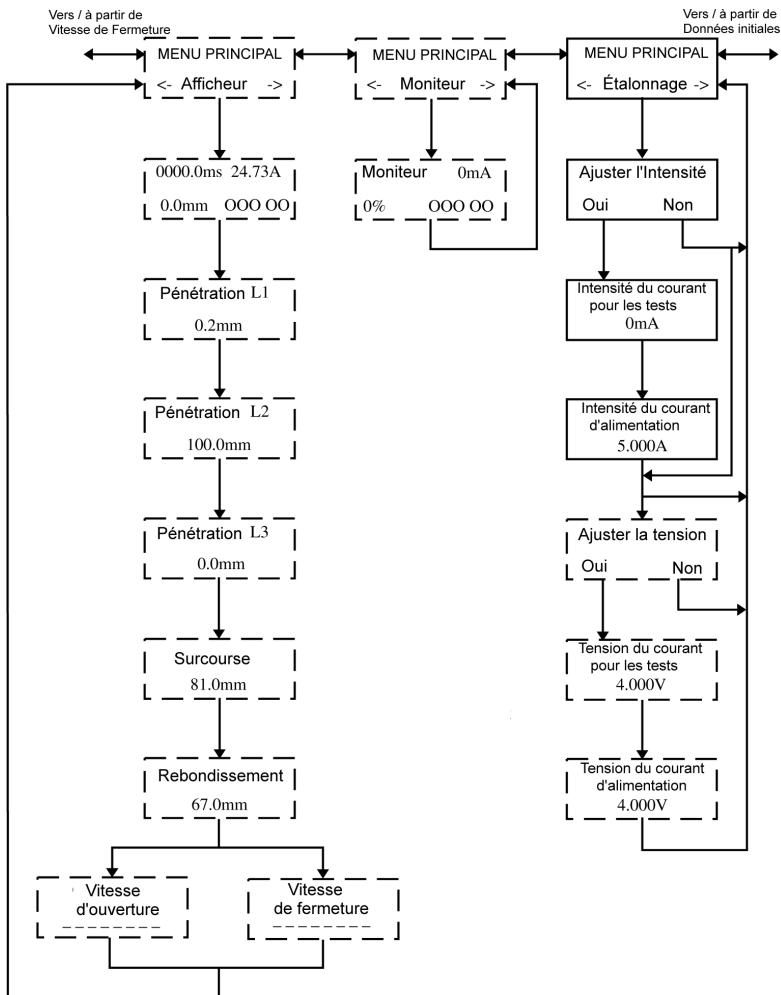 Vers / à partir de
Vitesse de Fermeture
Vers / à partir de
Données initiales
MENU PRINCIPAL
<- Afficheur ->
MENU PRINCIPAL
<- Moniteur ->
MENU PRINCIPAL
<- Étalonnage ->
0000.0ms 24.73A
0.0mm OOO OO
Moniteur 0mA
0% OOO OO
Ajuster l'Intensité
Oui Non
Pénétration L1
0.2mm
Intensité du courant
pour les tests
0mA
Pénétration L2
100.0mm
Intensité du courant
d'alimentation
5.000A
Pénétration L3
0.0mm
Ajuster la tension
Oui Non
Surcourse
81.0mm
Tension du courant
pour les tests
4.000V
Rebondissement
67.0mm
Tension du courant
d'alimentation
4.000V
Vitesse
d'ouverture
_ _ _ _ _ _ _ _
Vitesse
de fermeture
_ _ _ _ _ _ _ _